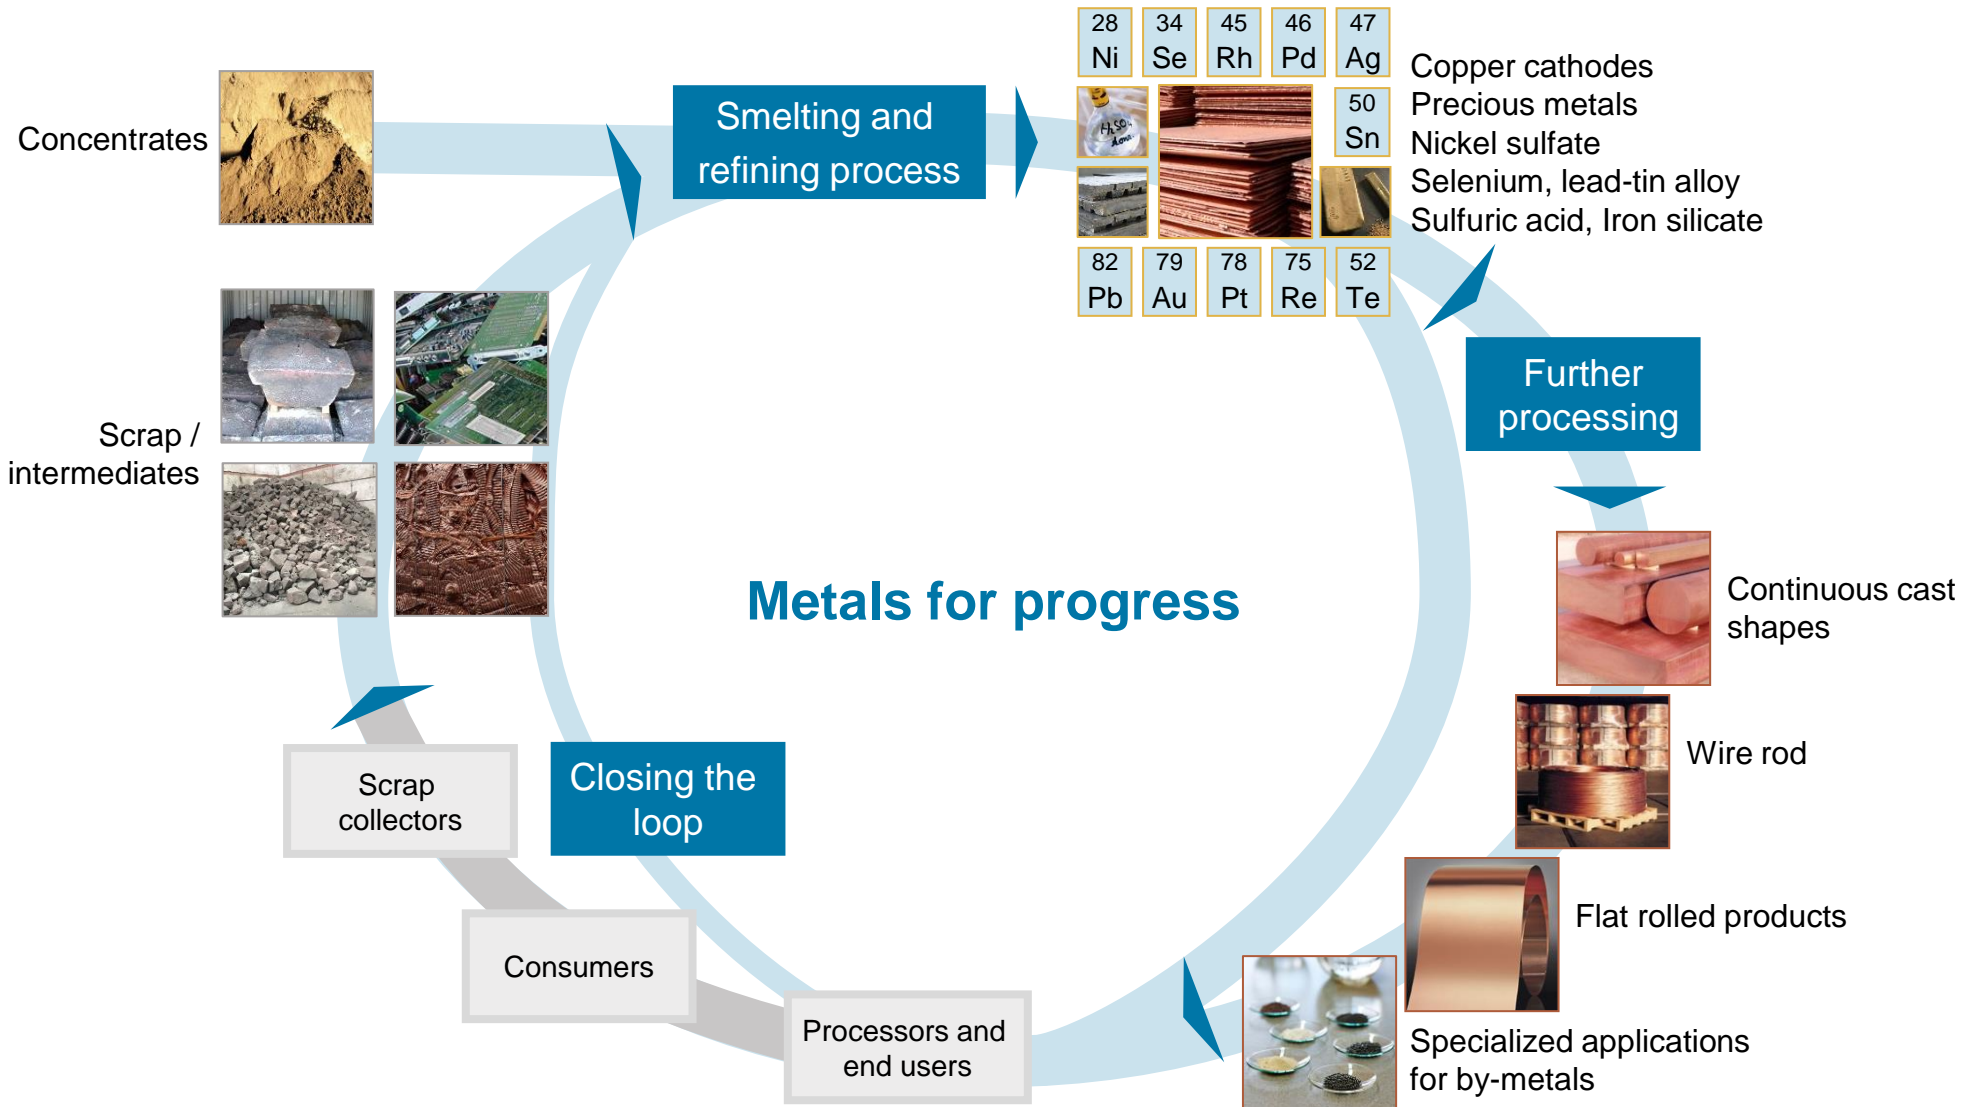 28 34 45 46 47
Ni Se Rh Pd Ag
50
Sn
82 79 78 75 52
Pb Au Pt Re Te
Copper cathodes
Precious metals
Nickel sulfate
Selenium, lead-tin alloy
Sulfuric acid, Iron silicate
Concentrates
Smelting and
refining process
H₂SO₄
Scrap /
intermediates
Further
processing
Metals for progress
Continuous cast
shapes
Wire rod
Flat rolled products
Specialized applications
for by-metals
Processors and
end users
Consumers
Scrap
collectors
Closing the
loop